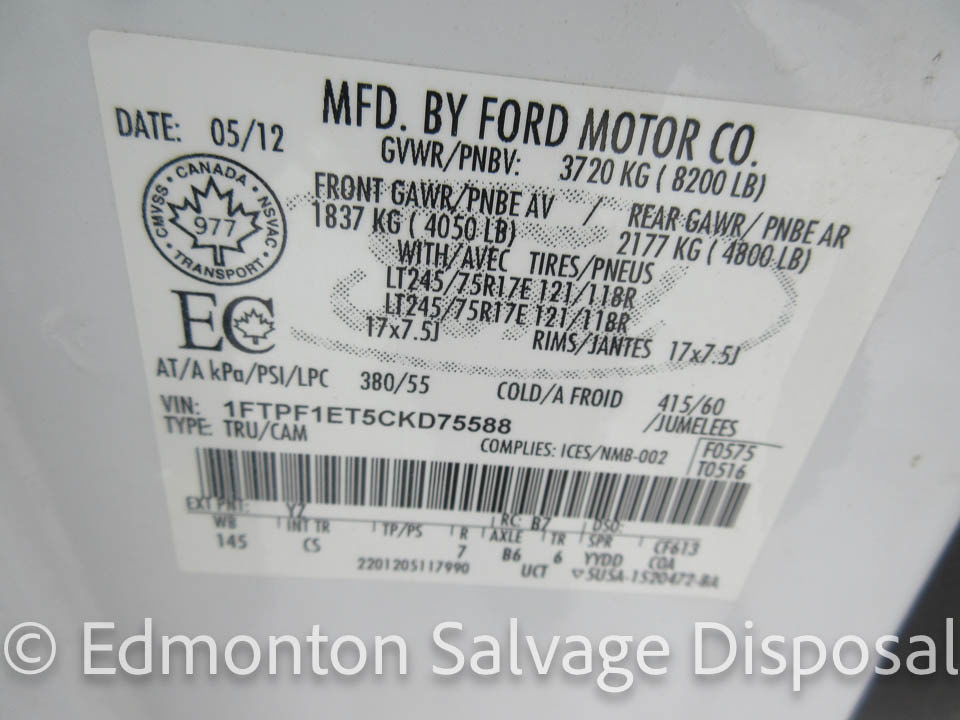 MFD. BY FORD MOTOR CO.
DATE: 05/12
GVWR/PNBV: 3720 KG ( 8200 LB)
FRONT GAWR/PNBE AV / REAR GAWR/ PNBE AR
1837 KG ( 4050 LB) 2177 KG ( 4800 LB)
CMVSS · CANADA · NSVAC
977
TRANSPORT
WITH/AVEC TIRES/PNEUS
LT245/75R17E 121/118R
LT245/75R17E 121/118R
17x7.5J RIMS/JANTES 17x7.5J
EC
AT/A kPa/PSI/LPC 380/55 COLD/A FROID 415/60
VIN: 1FTPF1ET5CKD75588 /JUMELEES
TYPE: TRU/CAM
COMPLIES: ICES/NMB-002
F0575
T0516
EXT PNT: YZ RC: B7 DSO:
WB INT TR TP/PS R AXLE TR SPR CF613
145 CS 7 B6 6 YYDD COA
2201205117990 UCT SUSA-1520472-BA
© Edmonton Salvage Disposal